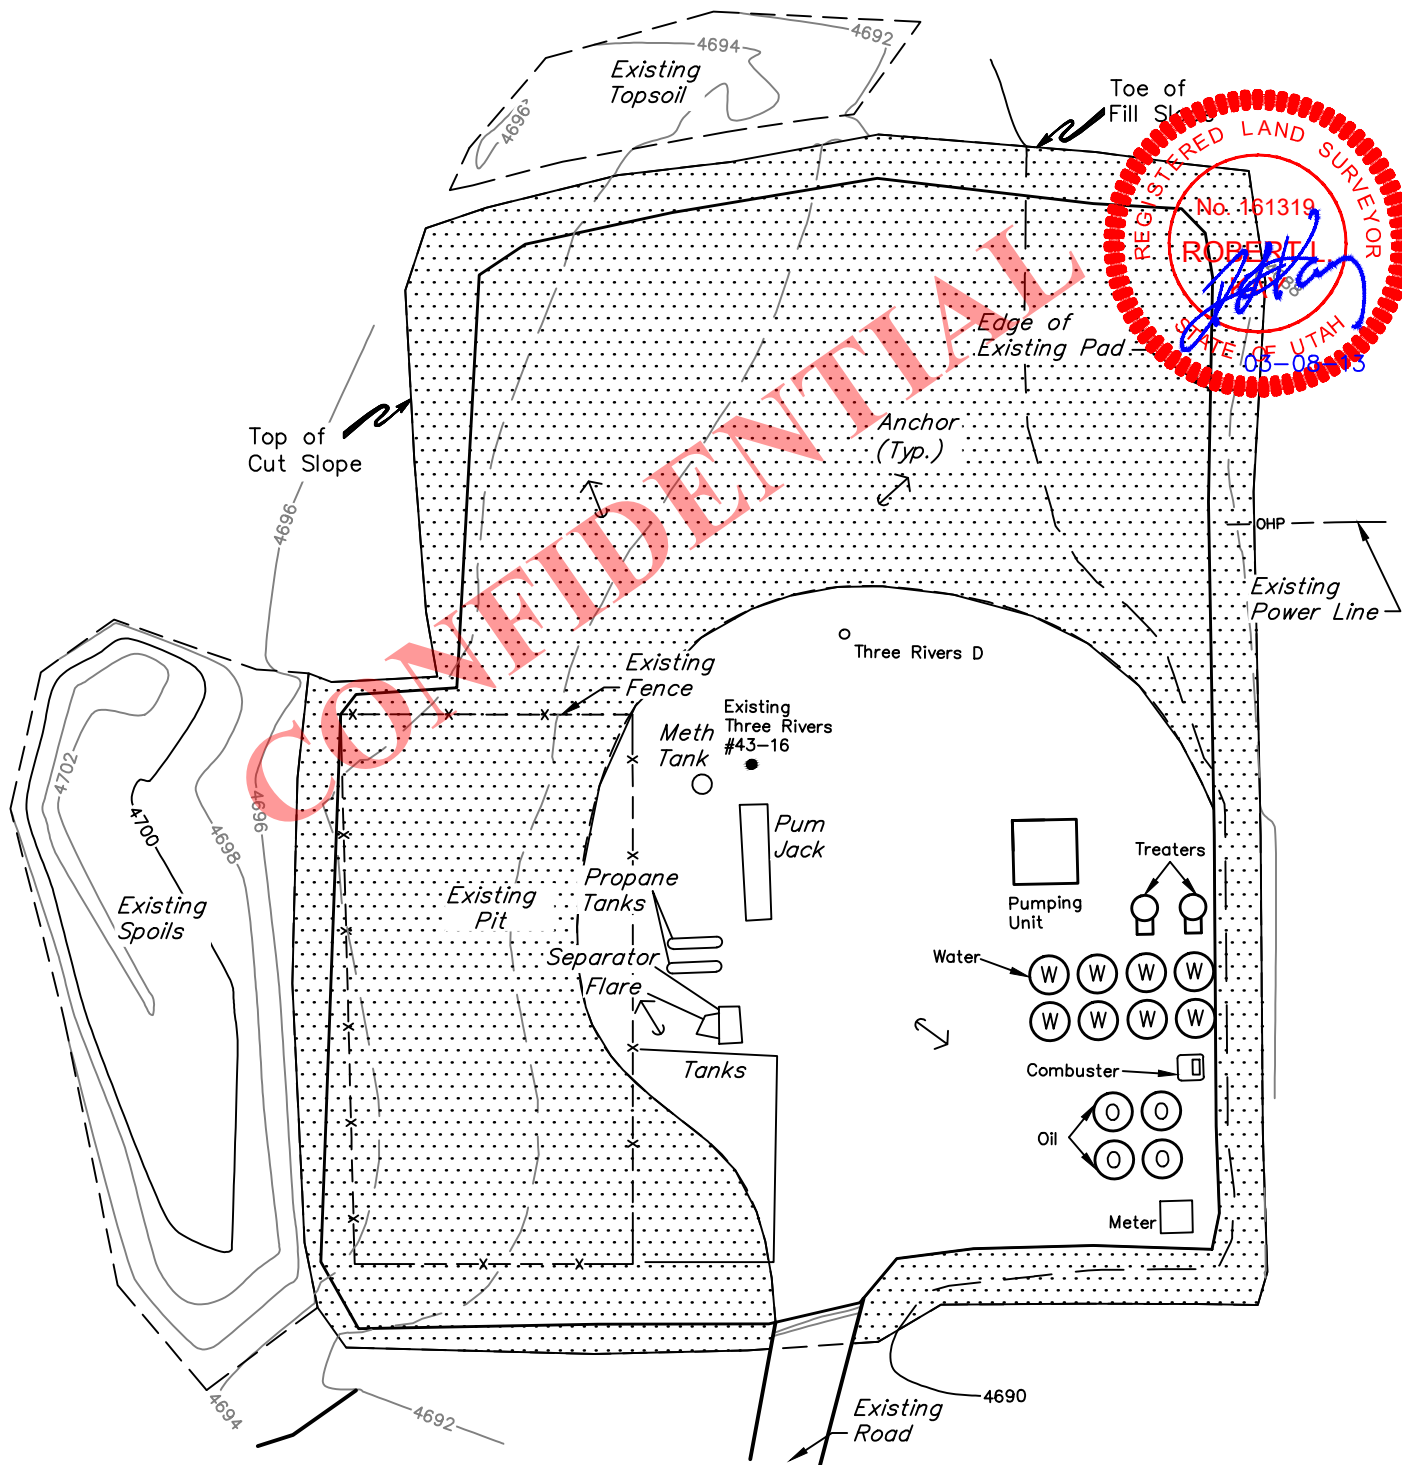 4692
4694
Existing
Topsoil
4696
Toe of
Fill
REGISTERED LAND SURVEYOR
No. 161319
ROBERT L.
STATE OF UTAH
03-08-13
Edge of
Existing Pad
Top of
Cut Slope
Anchor
(Typ.)
4696
OHP
Existing
Power Line
CONFIDENTIAL
Three Rivers D
Existing
Fence
Existing
Three Rivers
#43-16
Meth
Tank
4702
4700
4698
4696
Pum
Jack
Treaters
Existing
Spoils
Existing
Pit
Propane
Tanks
Pumping
Unit
Separator
Water
W W W W
Flare
W W W W
Tanks
Combuster
O O
Oil
O O
Meter
4694
4692
4690
Existing
Road